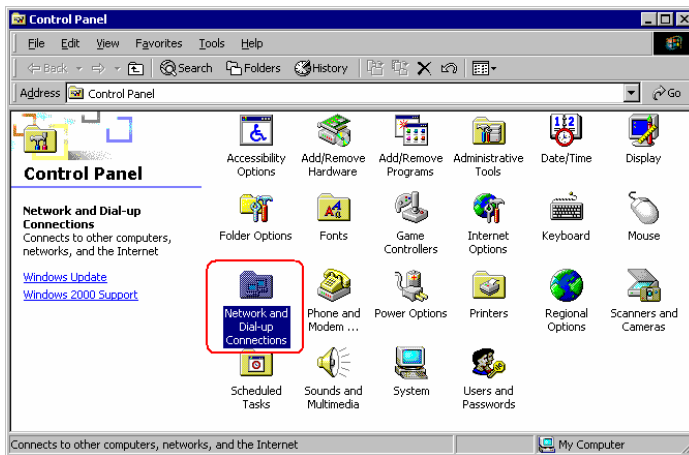 Control Panel
File Edit View Favorites Tools Help
Back Search Folders History
Address Control Panel Go
Control Panel
Network and Dial-up
Connections
Connects to other computers,
networks, and the Internet
Windows Update
Windows 2000 Support
Accessibility
Options
Add/Remove
Hardware
Add/Remove
Programs
Administrative
Tools
Date/Time
Display
Folder Options
Fonts
Game
Controllers
Internet
Options
Keyboard
Mouse
Network and
Dial-up
Connections
Phone and
Modem ...
Power Options
Printers
Regional
Options
Scanners and
Cameras
Scheduled
Tasks
Sounds and
Multimedia
System
Users and
Passwords
Connects to other computers, networks, and the Internet
My Computer